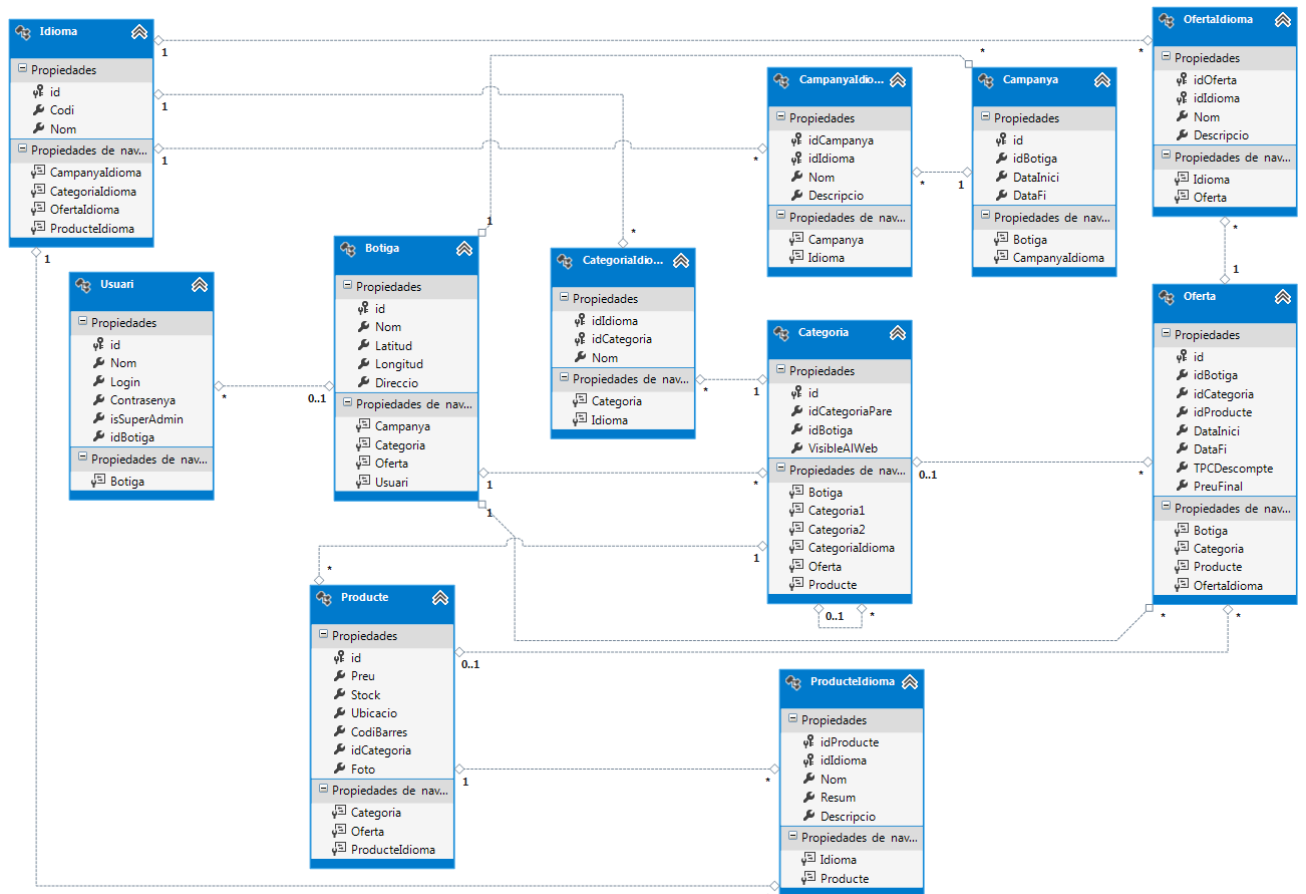 Idioma
Propiedades
id
Codi
Nom
Propiedades de nav...
CampanyaIdioma
CategoriaIdioma
OfertaIdioma
ProducteIdioma
1
1
1
1
*
*
*
*
OfertaIdioma
Propiedades
idOferta
idIdioma
Nom
Descripcio
Propiedades de nav...
Idioma
Oferta
*
1
CampanyaIdio...
Propiedades
idCampanya
idIdioma
Nom
Descripcio
Propiedades de nav...
Campanya
Idioma
*
1
Campanya
Propiedades
id
idBotiga
DataInici
DataFi
Propiedades de nav...
Botiga
CampanyaIdioma
Usuari
Propiedades
id
Nom
Login
Contrasenya
isSuperAdmin
idBotiga
Propiedades de nav...
Botiga
*
0..1
1
Botiga
Propiedades
id
Nom
Latitud
Longitud
Direccio
Propiedades de nav...
Campanya
Categoria
Oferta
Usuari
1
*
1
CategoriaIdio...
Propiedades
idIdioma
idCategoria
Nom
Propiedades de nav...
Categoria
Idioma
*
1
Categoria
Propiedades
id
idCategoriaPare
idBotiga
VisibleAlWeb
Propiedades de nav...
Botiga
Categoria1
Categoria2
CategoriaIdioma
Oferta
Producte
0..1
*
0..1
*
1
*
Oferta
Propiedades
id
idBotiga
idCategoria
idProducte
DataInici
DataFi
TPCDescompte
PreuFinal
Propiedades de nav...
Botiga
Categoria
Producte
OfertaIdioma
*
*
Producte
Propiedades
id
Preu
Stock
Ubicacio
CodiBarres
idCategoria
Foto
Propiedades de nav...
Categoria
Oferta
ProducteIdioma
0..1
1
*
ProducteIdioma
Propiedades
idProducte
idIdioma
Nom
Resum
Descripcio
Propiedades de nav...
Idioma
Producte